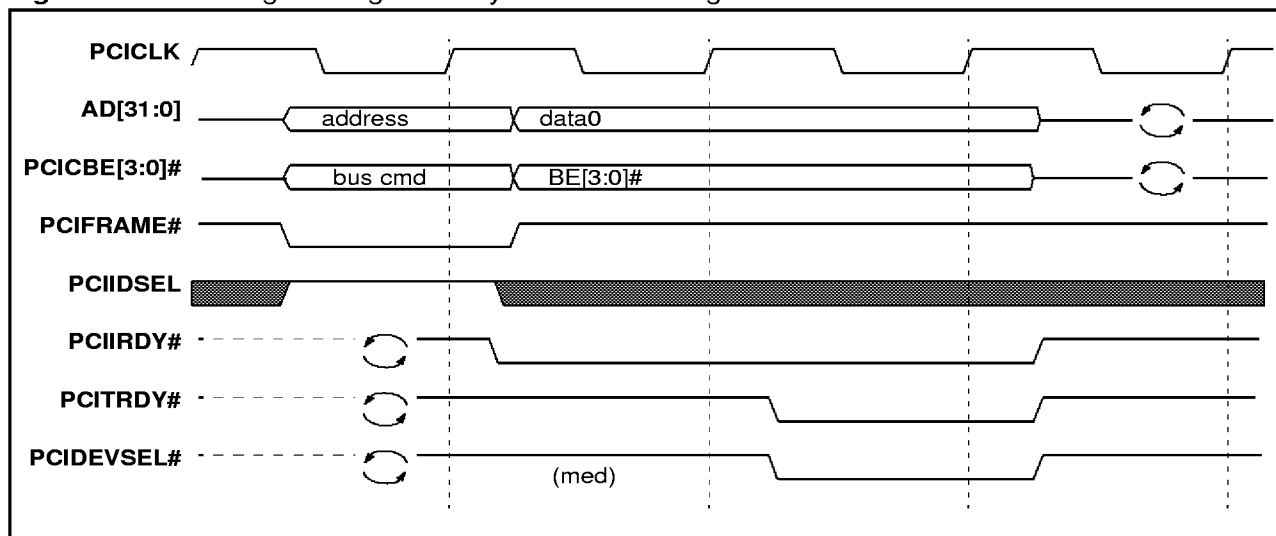 PCICLK
AD[31:0]
address data0
PCICBE[3:0]#
bus cmd BE[3:0]#
PCIFRAME#
PCIIDSEL
PCIIRDY#
PCITRDY#
PCIDEVSEL#
(med)